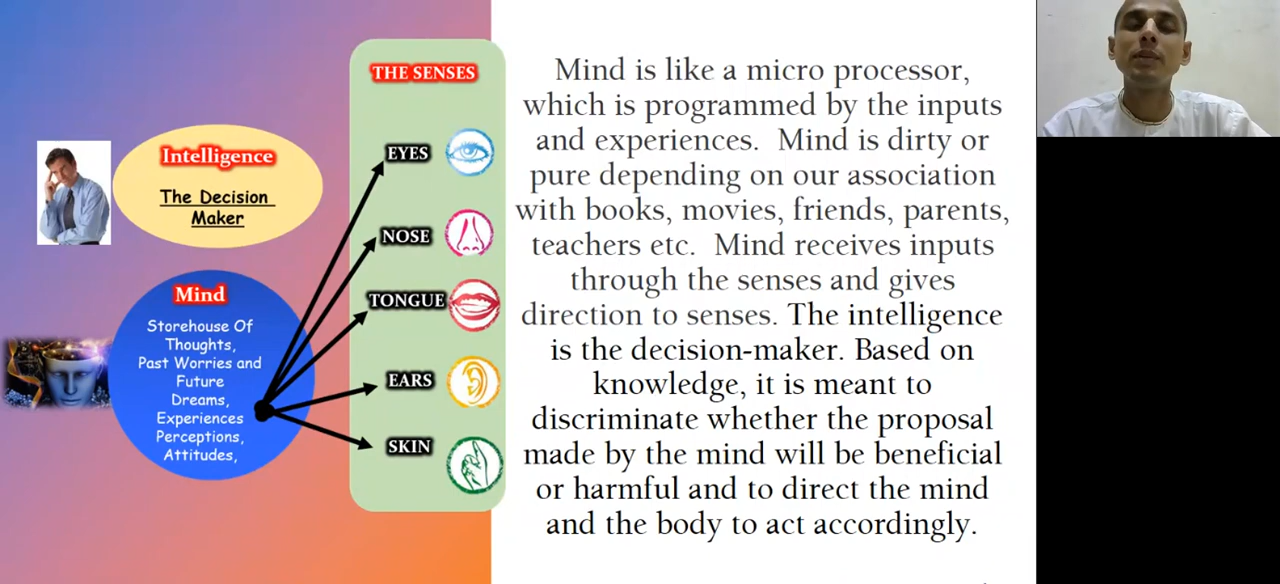 THE SENSES
Intelligence
The Decision
Maker
EYES
NOSE
TONGUE
EARS
SKIN
Mind
Storehouse Of
Thoughts,
Past Worries and
Future
Dreams,
Experiences
Perceptions,
Attitudes,
Mind is like a micro processor,
which is programmed by the inputs
and experiences. Mind is dirty or
pure depending on our association
with books, movies, friends, parents,
teachers etc. Mind receives inputs
through the senses and gives
direction to senses. The intelligence
is the decision-maker. Based on
knowledge, it is meant to
discriminate whether the proposal
made by the mind will be beneficial
or harmful and to direct the mind
and the body to act accordingly.